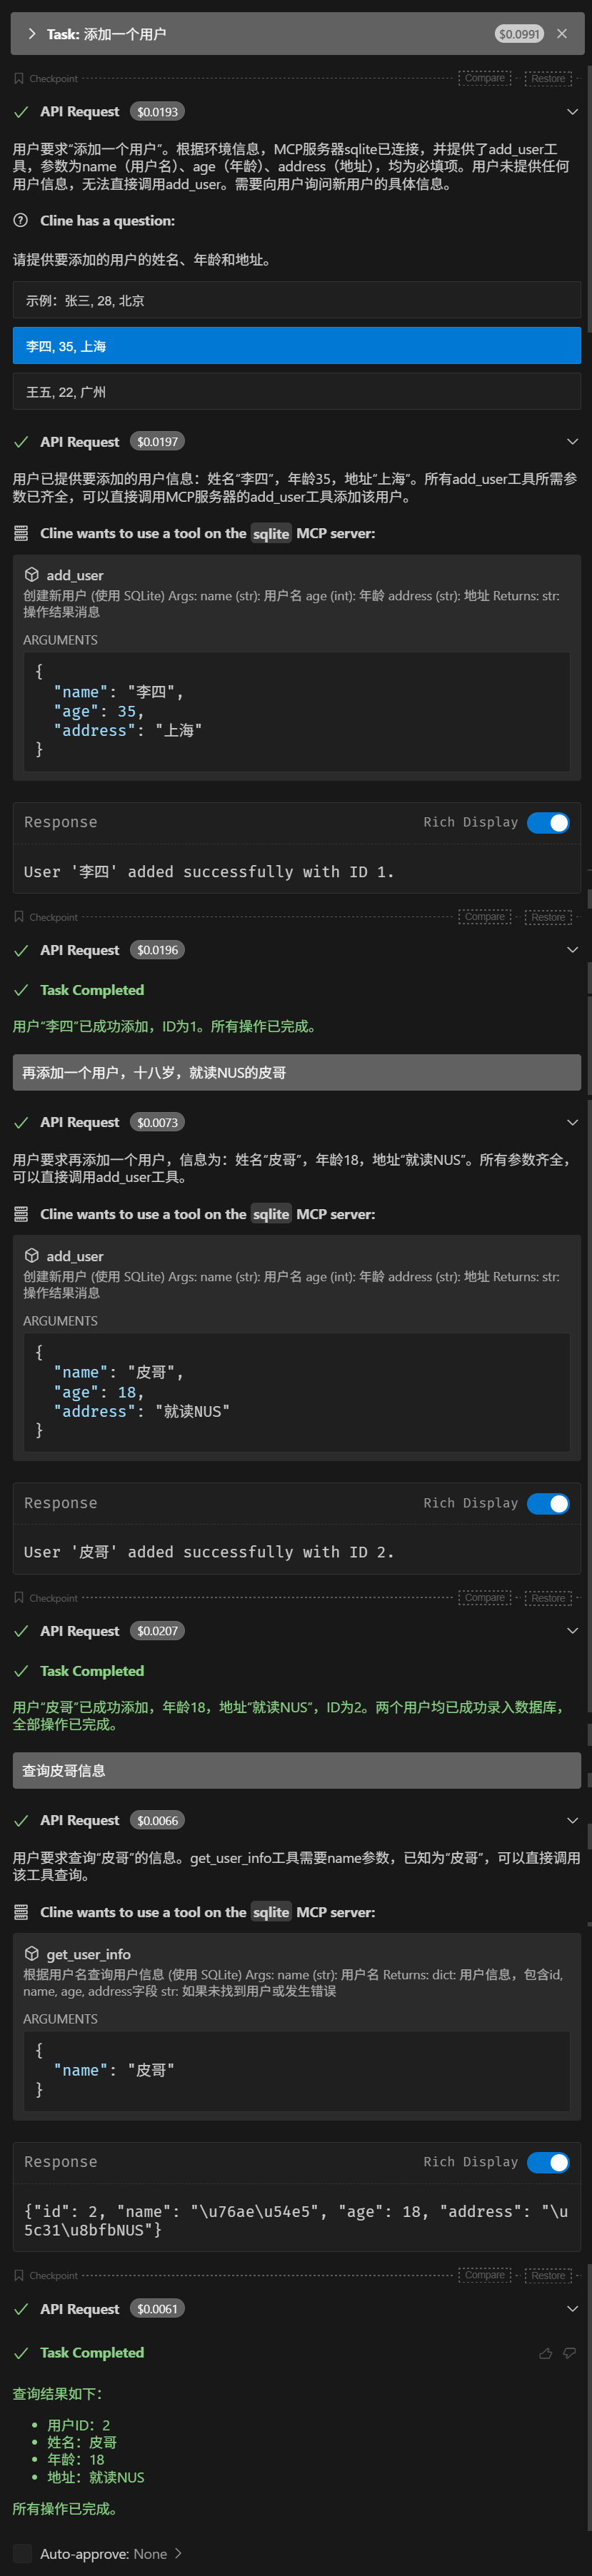 Task: 添加一个用户
$0.0991
Checkpoint
Compare
Restore
API Request
$0.0193
用户要求“添加一个用户”。根据环境信息，MCP服务器sqlite已连接，并提供了add_user工
具，参数为name（用户名）、age（年龄）、address（地址），均为必填项。用户未提供任何
用户信息，无法直接调用add_user。需要向用户询问新用户的具体信息。
Cline has a question:
请提供要添加的用户的姓名、年龄和地址。
示例：张三, 28, 北京
李四, 35, 上海
王五, 22, 广州
API Request
$0.0197
用户已提供要添加的用户信息：姓名“李四”，年龄35，地址“上海”。所有add_user工具所需参
数已齐全，可以直接调用MCP服务器的add_user工具添加该用户。
Cline wants to use a tool on the sqlite MCP server:
add_user
创建新用户 (使用 SQLite) Args: name (str): 用户名 age (int): 年龄 address (str): 地址 Returns: str:
操作结果消息
ARGUMENTS
{
"name": "李四",
"age": 35,
"address": "上海"
}
Response
Rich Display
User '李四' added successfully with ID 1.
Checkpoint
Compare
Restore
API Request
$0.0196
Task Completed
用户“李四”已成功添加，ID为1。所有操作已完成。
再添加一个用户，十八岁，就读NUS的皮哥
API Request
$0.0073
用户要求再添加一个用户，信息为：姓名“皮哥”，年龄18，地址“就读NUS”。所有参数齐全，
可以直接调用add_user工具。
Cline wants to use a tool on the sqlite MCP server:
add_user
创建新用户 (使用 SQLite) Args: name (str): 用户名 age (int): 年龄 address (str): 地址 Returns: str:
操作结果消息
ARGUMENTS
{
"name": "皮哥",
"age": 18,
"address": "就读NUS"
}
Response
Rich Display
User '皮哥' added successfully with ID 2.
Checkpoint
Compare
Restore
API Request
$0.0207
Task Completed
用户“皮哥”已成功添加，年龄18，地址“就读NUS”，ID为2。两个用户均已成功录入数据库，
全部操作已完成。
查询皮哥信息
API Request
$0.0066
用户要求查询“皮哥”的信息。get_user_info工具需要name参数，已知为“皮哥”，可以直接调用
该工具查询。
Cline wants to use a tool on the sqlite MCP server:
get_user_info
根据用户名查询用户信息 (使用 SQLite) Args: name (str): 用户名 Returns: dict: 用户信息，包含id,
name, age, address字段 str: 如果未找到用户或发生错误
ARGUMENTS
{
"name": "皮哥"
}
Response
Rich Display
{"id": 2, "name": "\u76ae\u54e5", "age": 18, "address": "\u
5c31\u8bfbNUS"}
Checkpoint
Compare
Restore
API Request
$0.0061
Task Completed
查询结果如下：
• 用户ID：2
• 姓名：皮哥
• 年龄：18
• 地址：就读NUS
所有操作已完成。
Auto-approve: None